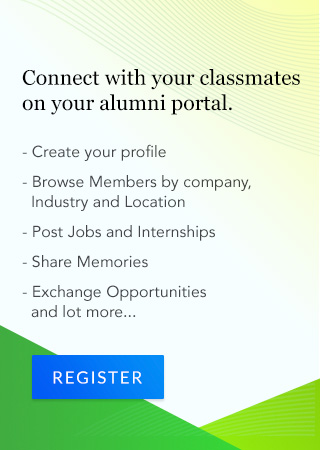 Connect with your classmates
on your alumni portal.
- Create your profile
- Browse Members by company,
Industry and Location
- Post Jobs and Internships
- Share Memories
- Exchange Opportunities
and lot more...
REGISTER